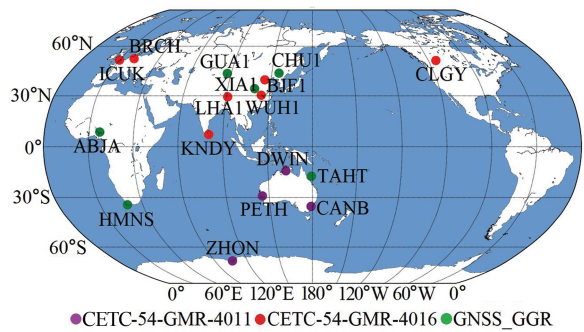 60°N
BRCH
ICUK
GUA1
CHU1
CLGY
XIA1
BJF1
30°N
LHA1
WUH1
ABJA
KNDY
0°
DWIN
TAHT
30°S
HMNS
PETH
CANB
60°S
ZHON
0° 60°E 120°E 180° 120°W 60°W 0°
CETC-54-GMR-4011 CETC-54-GMR-4016 GNSS_GGR